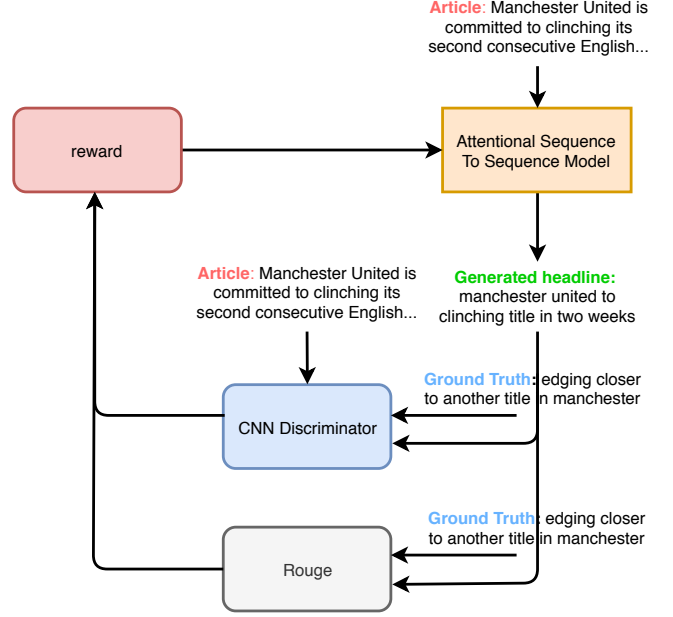 Article: Manchester United is
committed to clinching its
second consecutive English...
reward
Attentional Sequence
To Sequence Model
Article: Manchester United is
committed to clinching its
second consecutive English...
Generated headline:
manchester united to
clinching title in two weeks
Ground Truth: edging closer
to another title in manchester
CNN Discriminator
Ground Truth: edging closer
to another title in manchester
Rouge